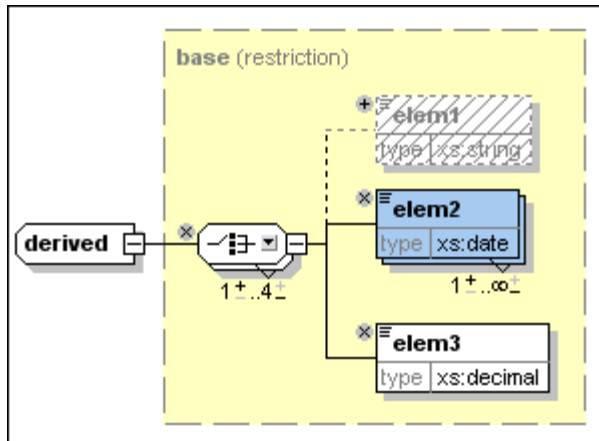 base (restriction)
elem1
type xs:string
elem2
derived
type xs:date
1 ± ..4 ±
1 ± ..∞ ±
elem3
type xs:decimal